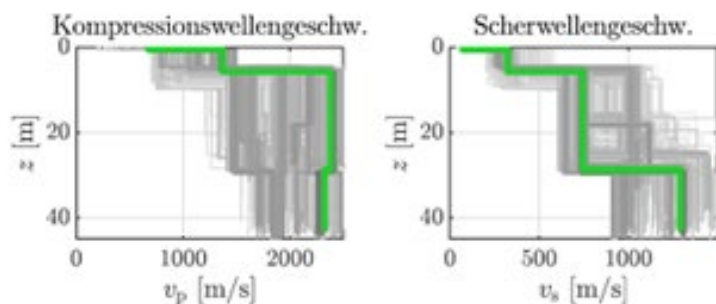 Kompressionswellengeschw.
0
20
40
z [m]
0
1000
2000
v_p [m/s]
Scherwellengeschw.
0
20
40
z [m]
0
500
1000
v_s [m/s]